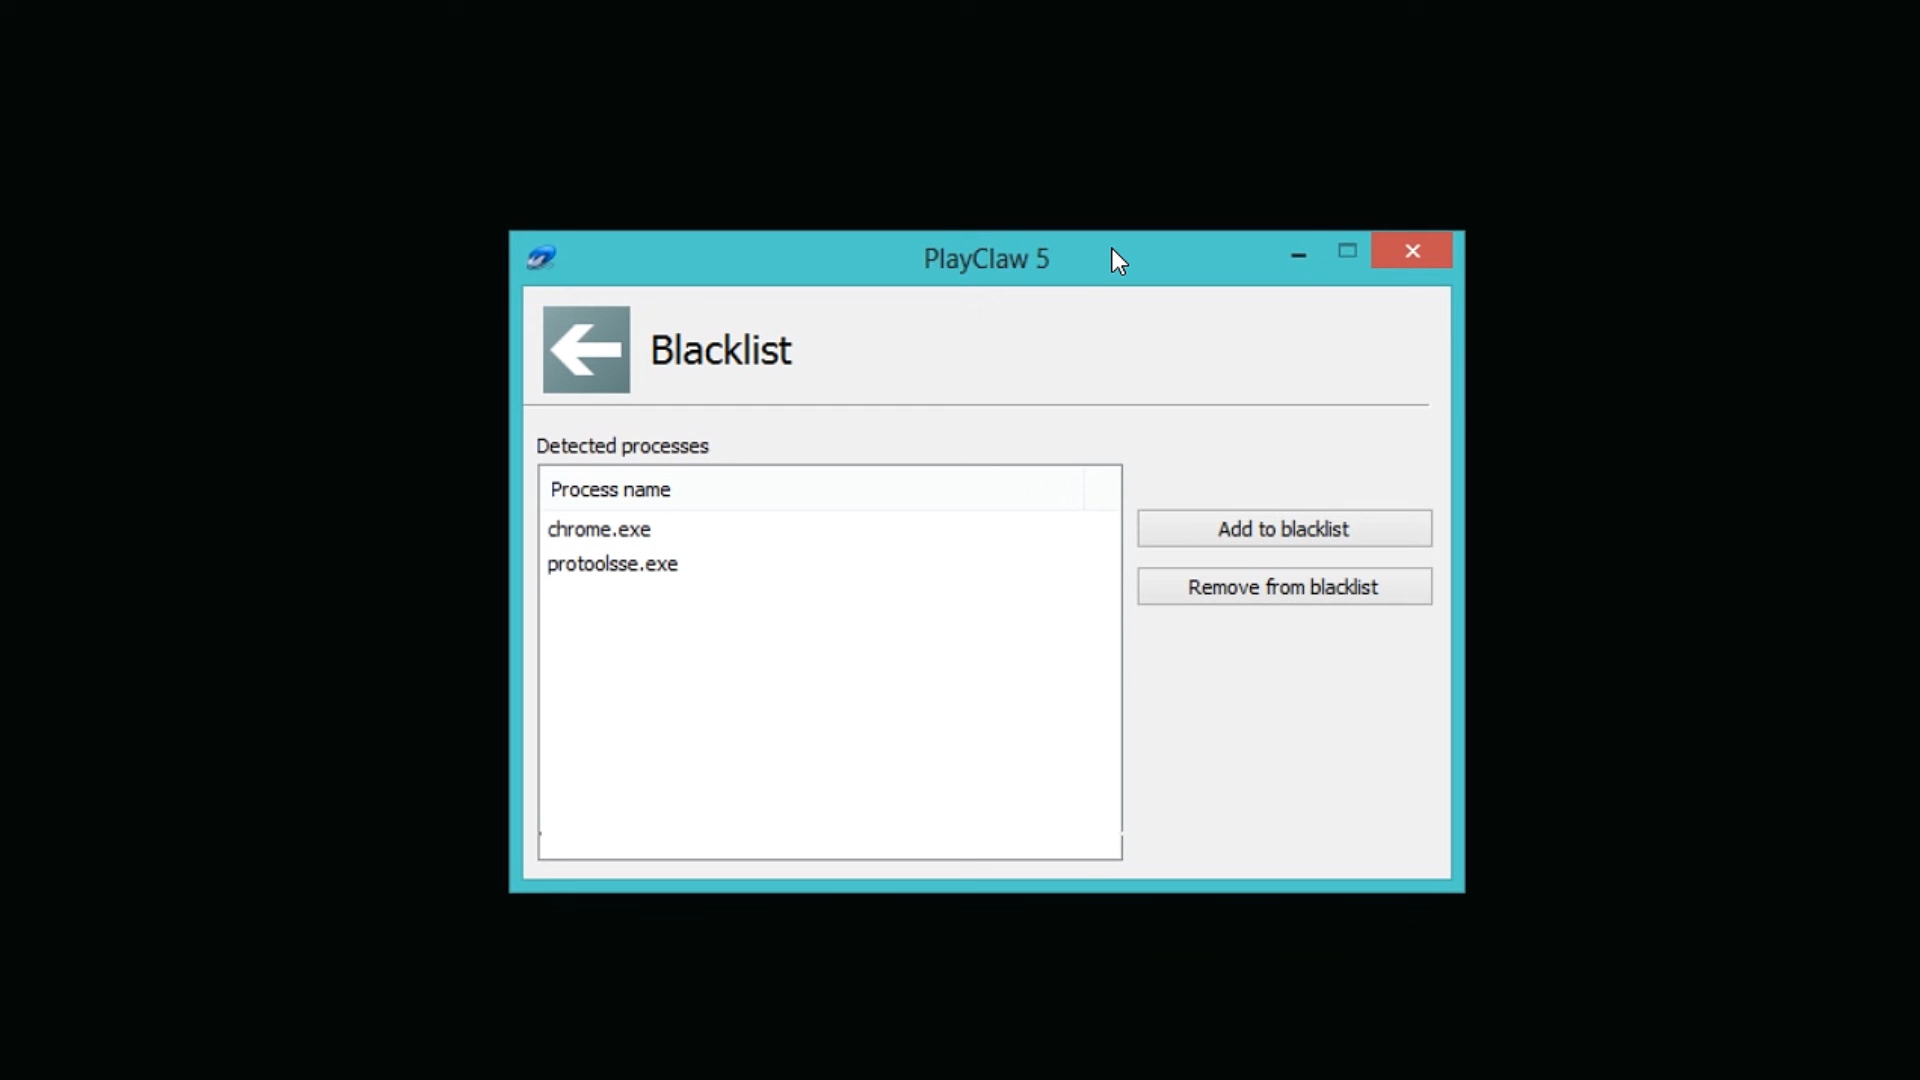 PlayClaw 5
Blacklist
Detected processes
Process name
chrome.exe
protoolsse.exe
Add to blacklist
Remove from blacklist